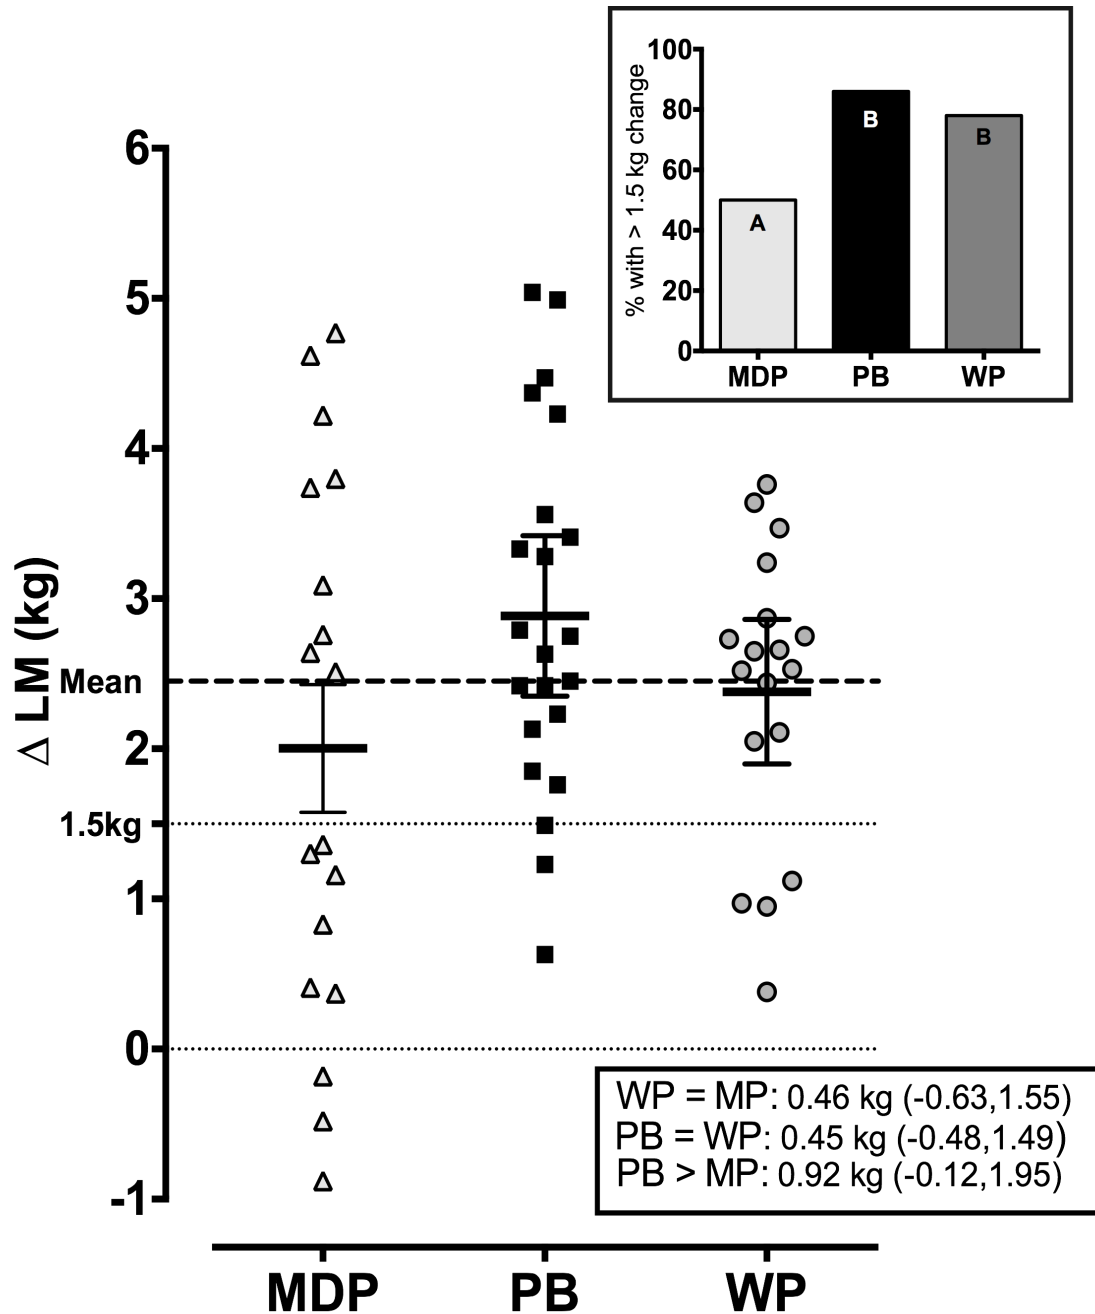 100
80
60
40
20
0
% with > 1.5 kg change
A
B
B
MDP
PB
WP
6
5
4
3
Mean
2
1.5kg
1
0
-1
Δ LM (kg)
WP = MP: 0.46 kg (-0.63,1.55)
PB = WP: 0.45 kg (-0.48,1.49)
PB > MP: 0.92 kg (-0.12,1.95)
MDP
PB
WP